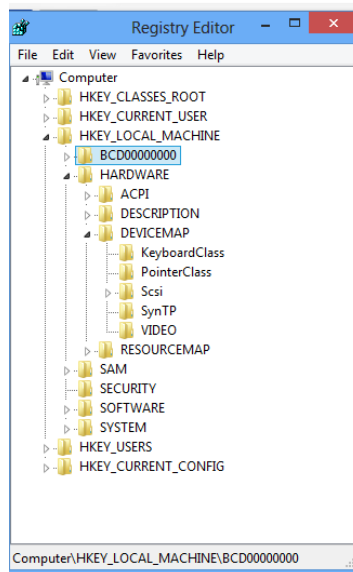 Registry Editor
File Edit View Favorites Help
Computer
HKEY_CLASSES_ROOT
HKEY_CURRENT_USER
HKEY_LOCAL_MACHINE
BCD00000000
HARDWARE
ACPI
DESCRIPTION
DEVICEMAP
KeyboardClass
PointerClass
Scsi
SynTP
VIDEO
RESOURCEMAP
SAM
SECURITY
SOFTWARE
SYSTEM
HKEY_USERS
HKEY_CURRENT_CONFIG
Computer\HKEY_LOCAL_MACHINE\BCD00000000